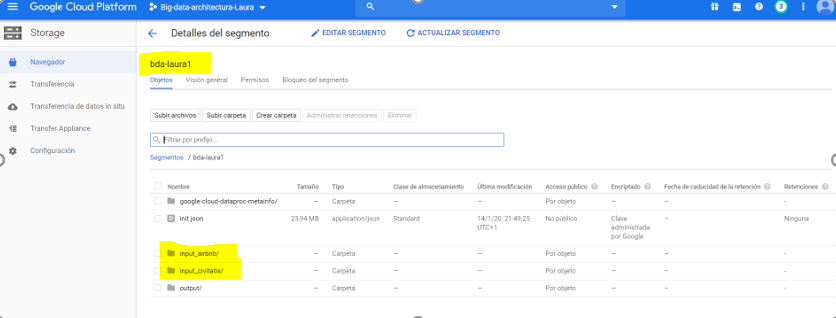 Google Cloud Platform
Big-data-architectura-Laura
3
Storage
Detalles del segmento
EDITAR SEGMENTO
ACTUALIZAR SEGMENTO
Navegador
Transferencia
Transferencia de datos in situ
Transfer Appliance
Configuración
bda-laura1
Objetos Visión general Permisos Bloqueo del segmento
Subir archivos Subir carpeta Crear carpeta Administrar retenciones Eliminar
Filtrar por prefijo...
Segmentos / bda-laura1
Nombre Tamaño Tipo Clase de almacenamiento Última modificación Acceso público Encriptado Fecha de caducidad de la retención Retenciones
google-cloud-dataproc-metainfo/ — Carpeta — — Por objeto — — -
init.json 23,94 MB application/json Standard 14/1/20, 21:49:25 No público Clave — Ninguna
UTC+1 administrada
por Google
input_airbnb/ — Carpeta — — Por objeto — — -
input_civitatis/ — Carpeta — — Por objeto — — -
output/ — Carpeta — — Por objeto — — -